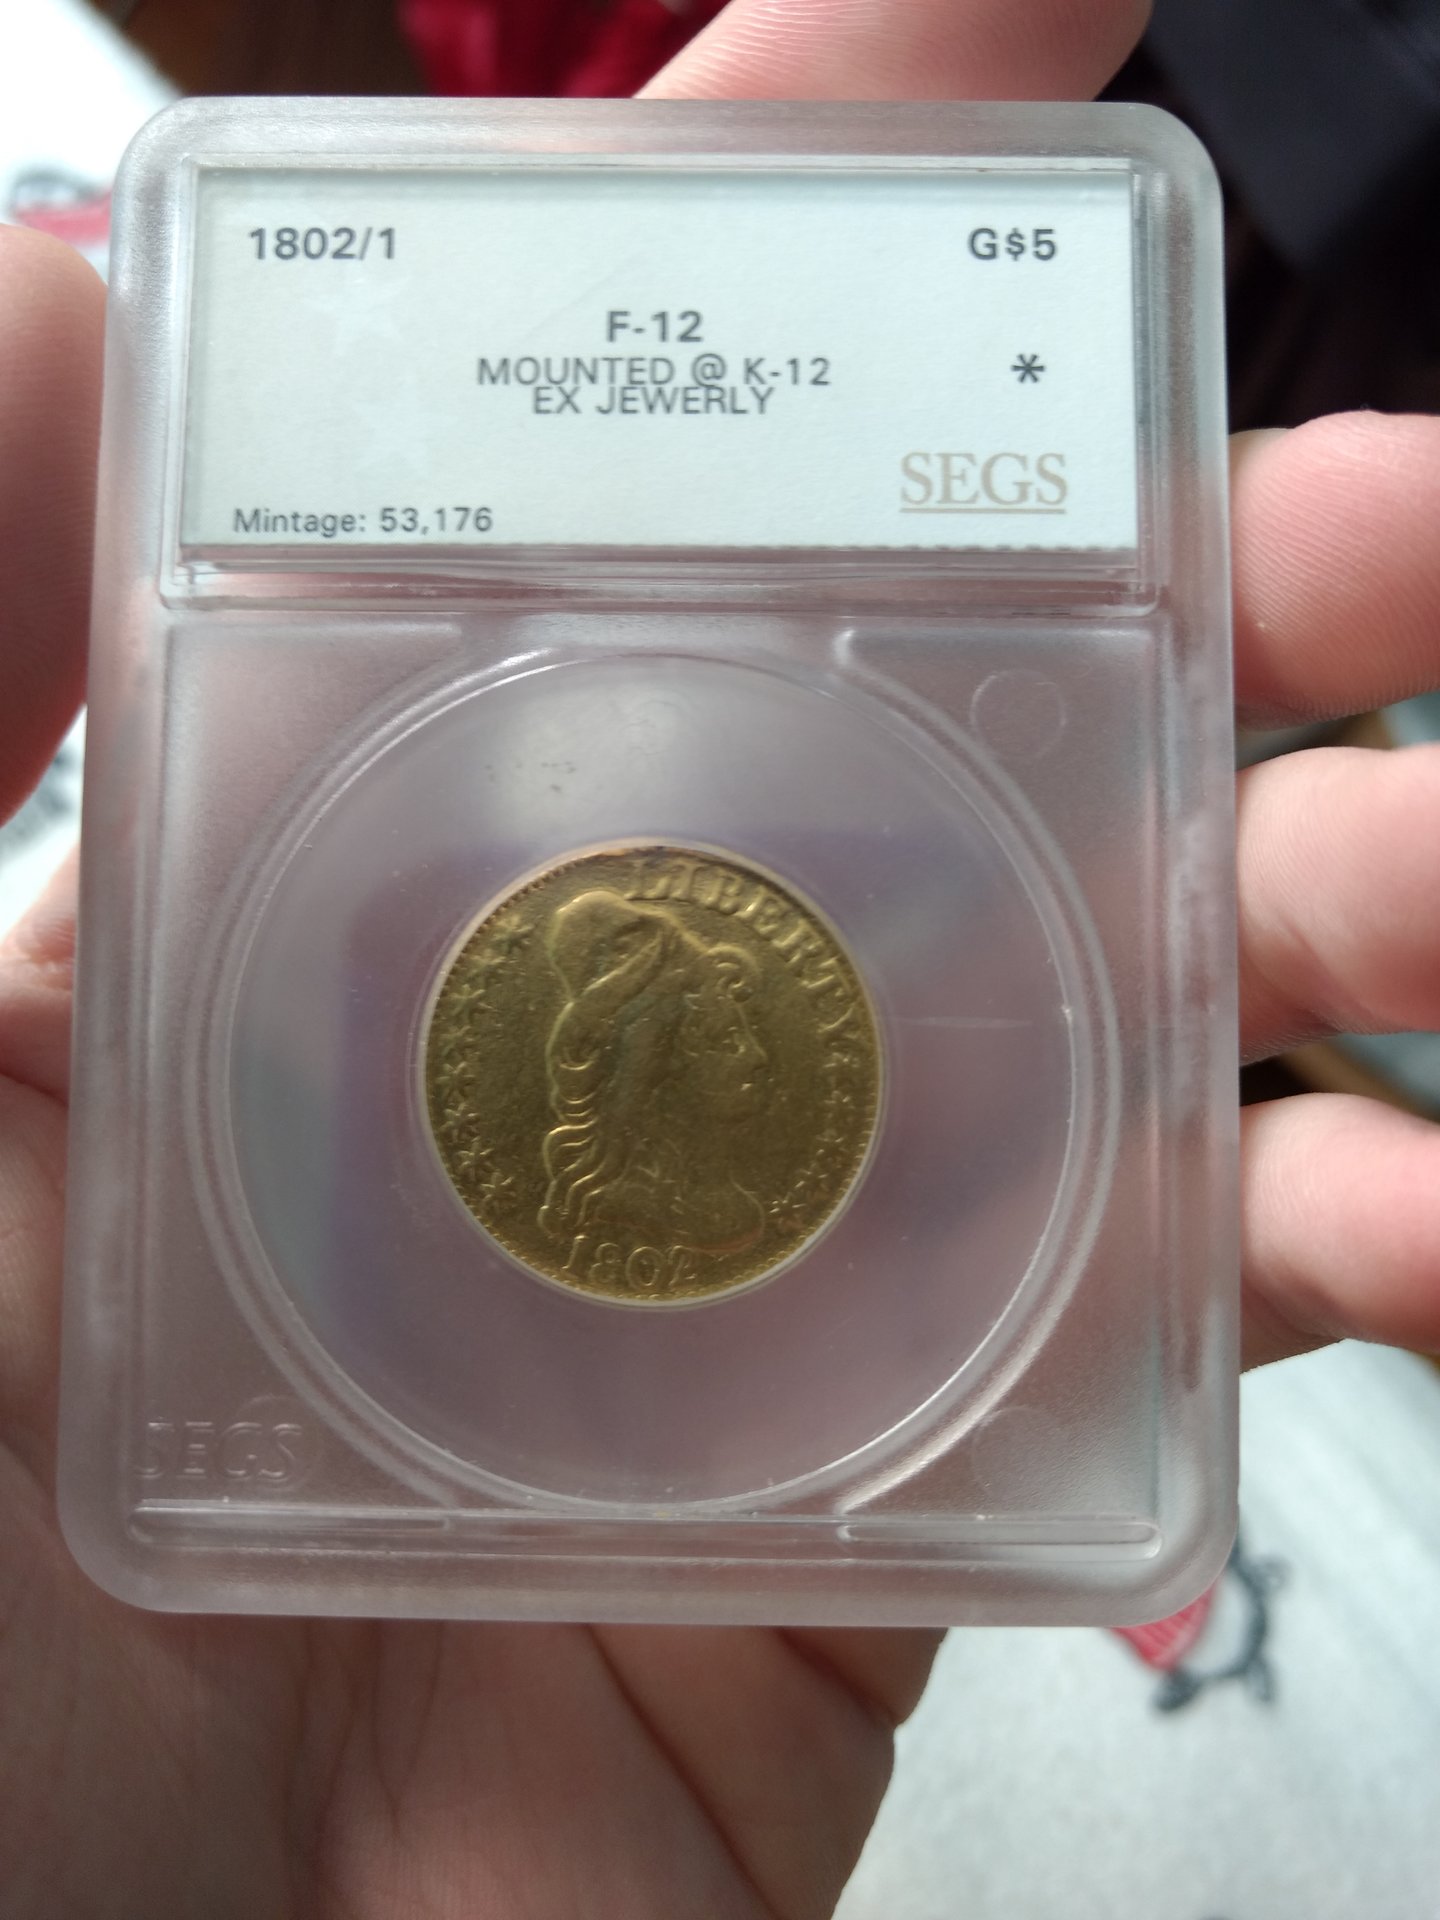 1802/1 G$5
F-12
MOUNTED @ K-12 *
EX JEWERLY
SEGS
Mintage: 53,176
LIBERTY
1802
SEGS